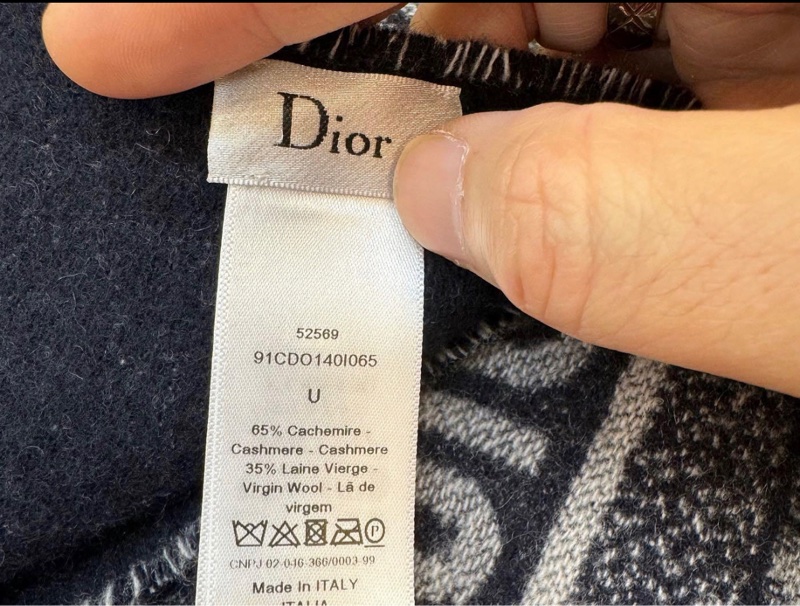 Dior
52569
91CDO140I065
U
65% Cachemire -
Cashmere - Cashmere
35% Laine Vierge -
Virgin Wool - Lã de
virgem
P
CNPJ 02-046-366/0003-99
Made In ITALY
ITALIA